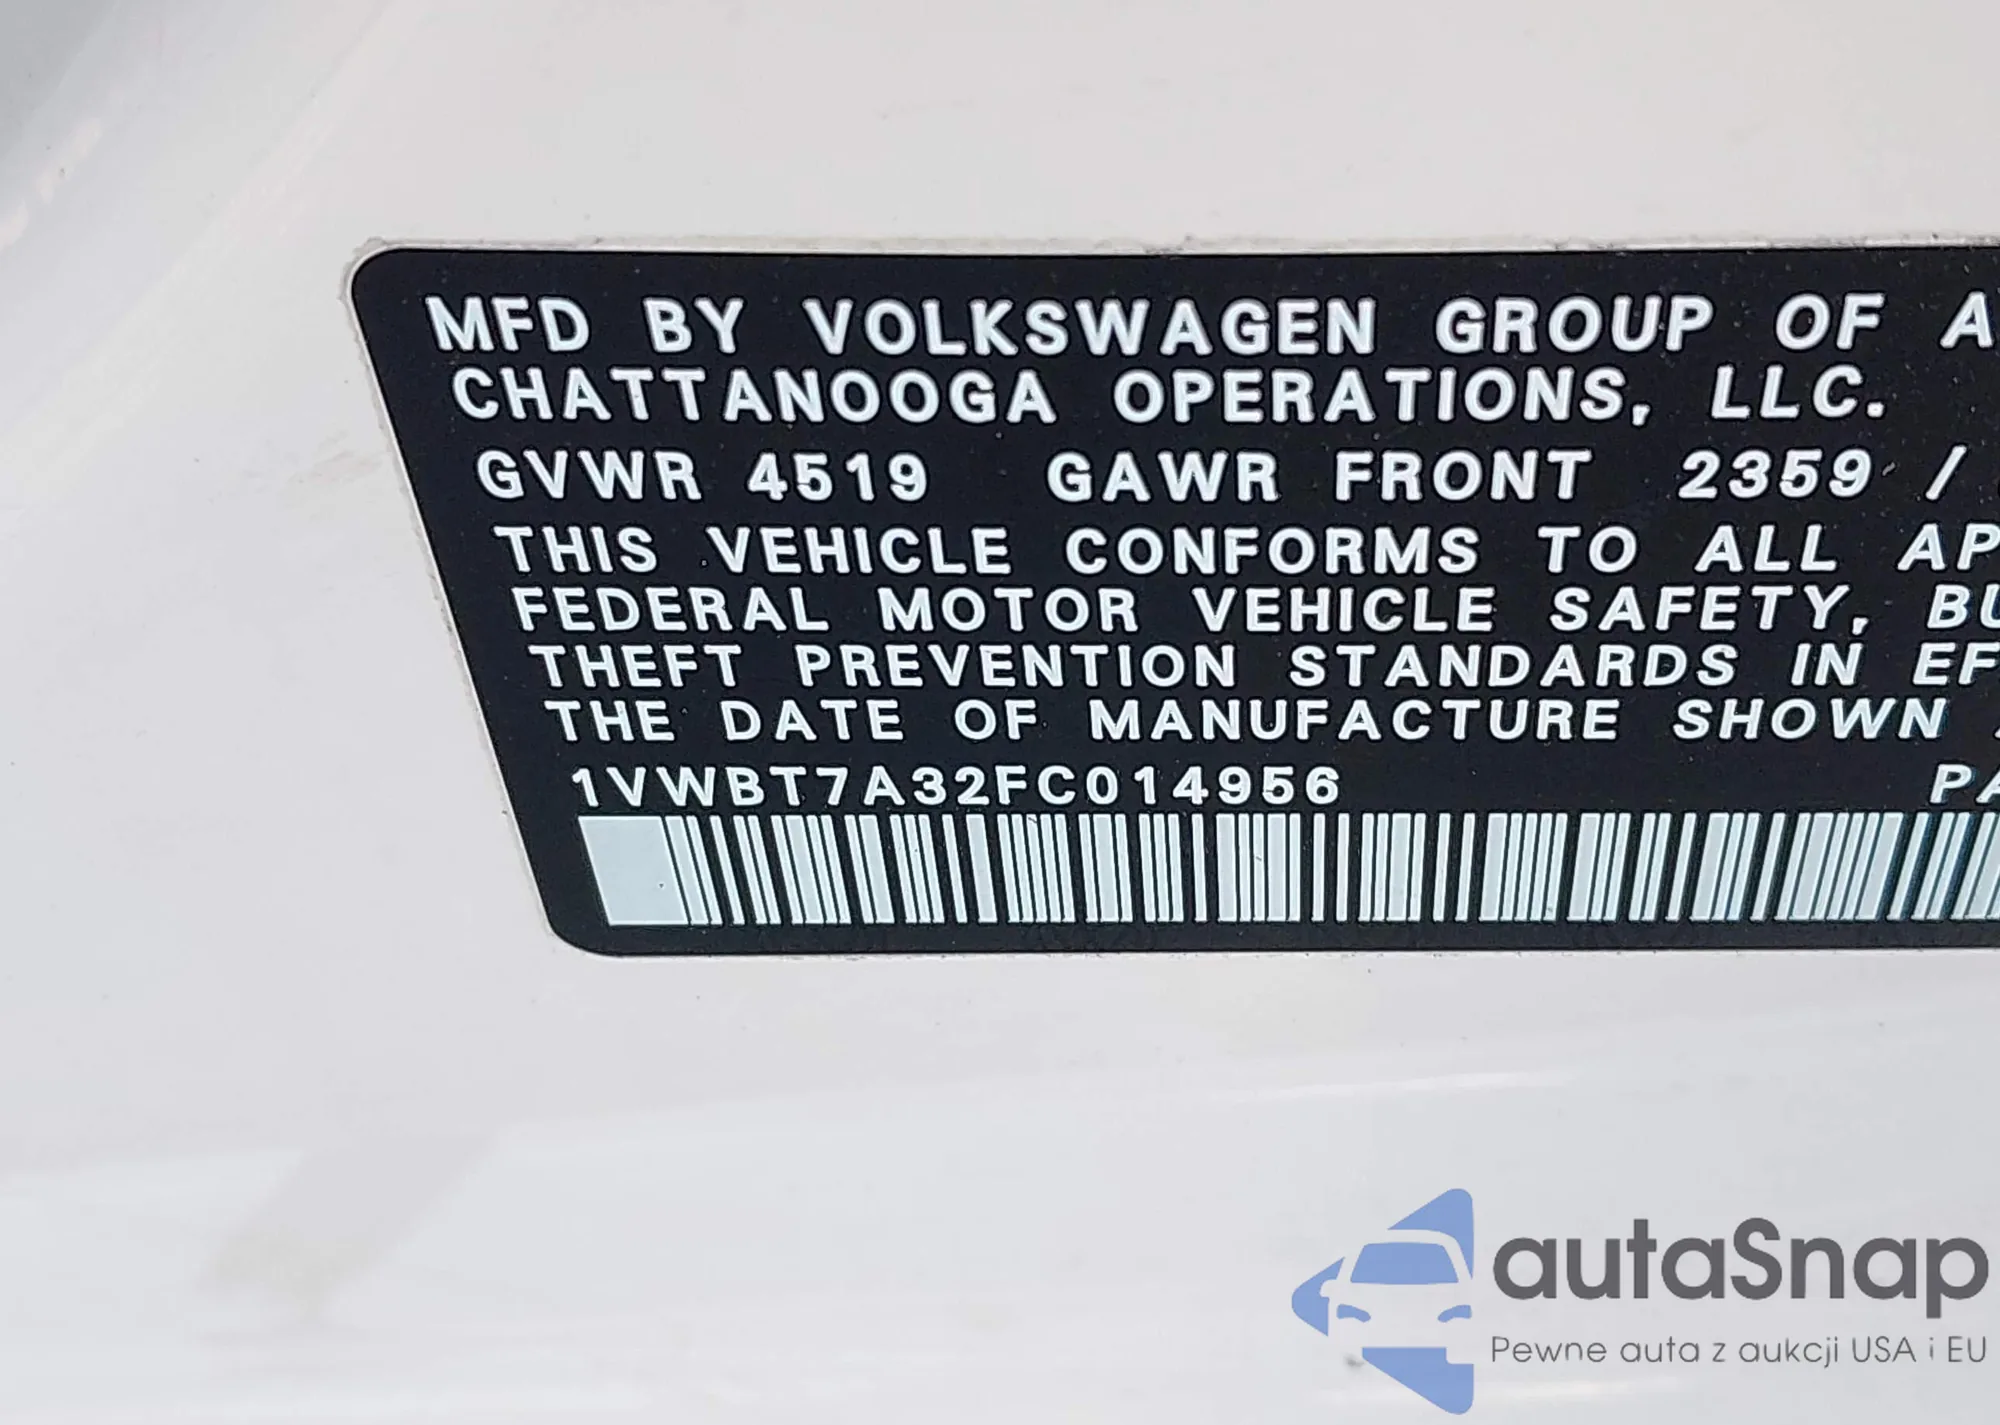 MFD BY VOLKSWAGEN GROUP OF A
CHATTANOOGA OPERATIONS, LLC.
GVWR 4519 GAWR FRONT 2359 /
THIS VEHICLE CONFORMS TO ALL AP
FEDERAL MOTOR VEHICLE SAFETY, BU
THEFT PREVENTION STANDARDS IN EF
THE DATE OF MANUFACTURE SHOWN
1VWBT7A32FC014956 PA
autaSnap
Pewne auta z aukcji USA i EU